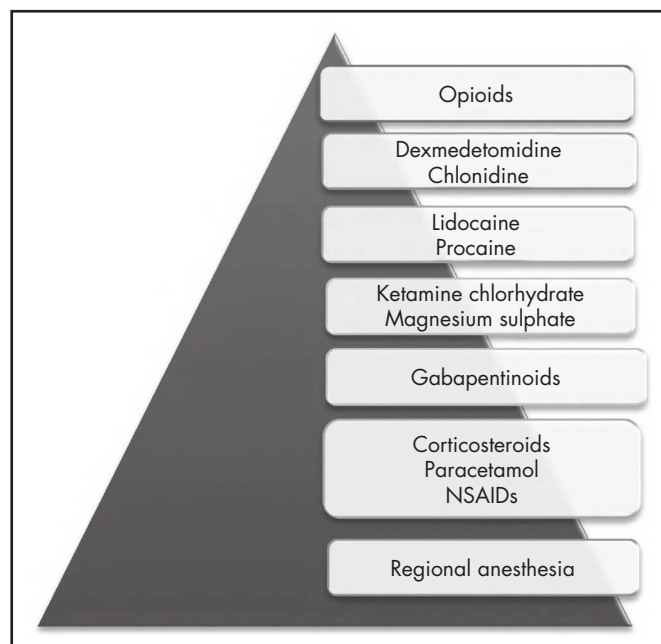 Opioids
Dexmedetomidine
Chlonidine
Lidocaine
Procaine
Ketamine chlorhydrate
Magnesium sulphate
Gabapentinoids
Corticosteroids
Paracetamol
NSAIDs
Regional anesthesia